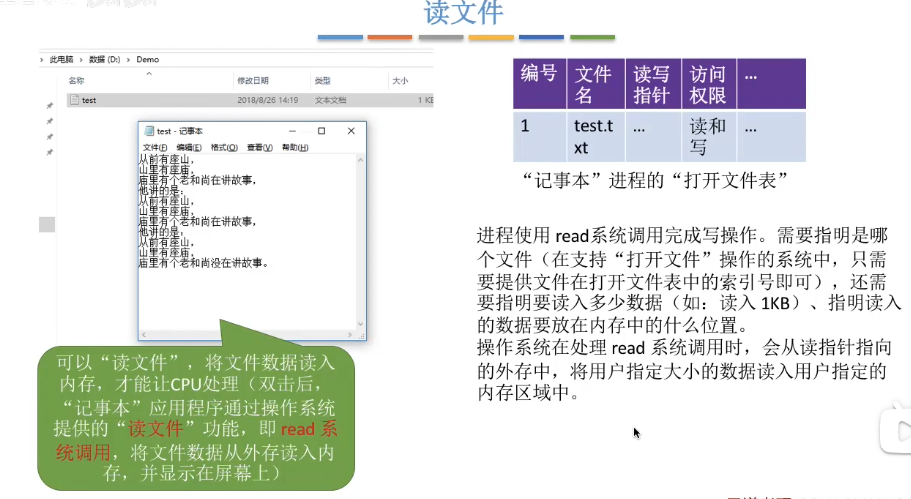 读文件
此电脑 › 数据 (D:) › Demo
名称 修改日期 类型 大小
test 2018/8/26 14:19 文本文档 1 KB
test - 记事本
文件(F) 编辑(E) 格式(O) 查看(V) 帮助(H)
从前有座山，
山里有座庙，
庙里有个老和尚在讲故事，
他讲的是：
从前有座山，
山里有座庙，
庙里有个老和尚在讲故事，
他讲的是：
从前有座山，
山里有座庙，
庙里有个老和尚没在讲故事。
可以“读文件”，将文件数据读入
内存，才能让CPU处理（双击后，
“记事本”应用程序通过操作系统
提供的“读文件”功能，即 read 系
统调用，将文件数据从外存读入内
存，并显示在屏幕上）
编号 文件名 读写指针 访问权限 ...
1 test.txt ... 读和写 ...
“记事本”进程的“打开文件表”
进程使用 read系统调用完成写操作。需要指明是哪
个文件（在支持“打开文件”操作的系统中，只需
要提供文件在打开文件表中的索引号即可），还需
要指明要读入多少数据（如：读入 1KB）、指明读入
的数据要放在内存中的什么位置。
操作系统在处理 read 系统调用时，会从读指针指向
的外存中，将用户指定大小的数据读入用户指定的
内存区域中。